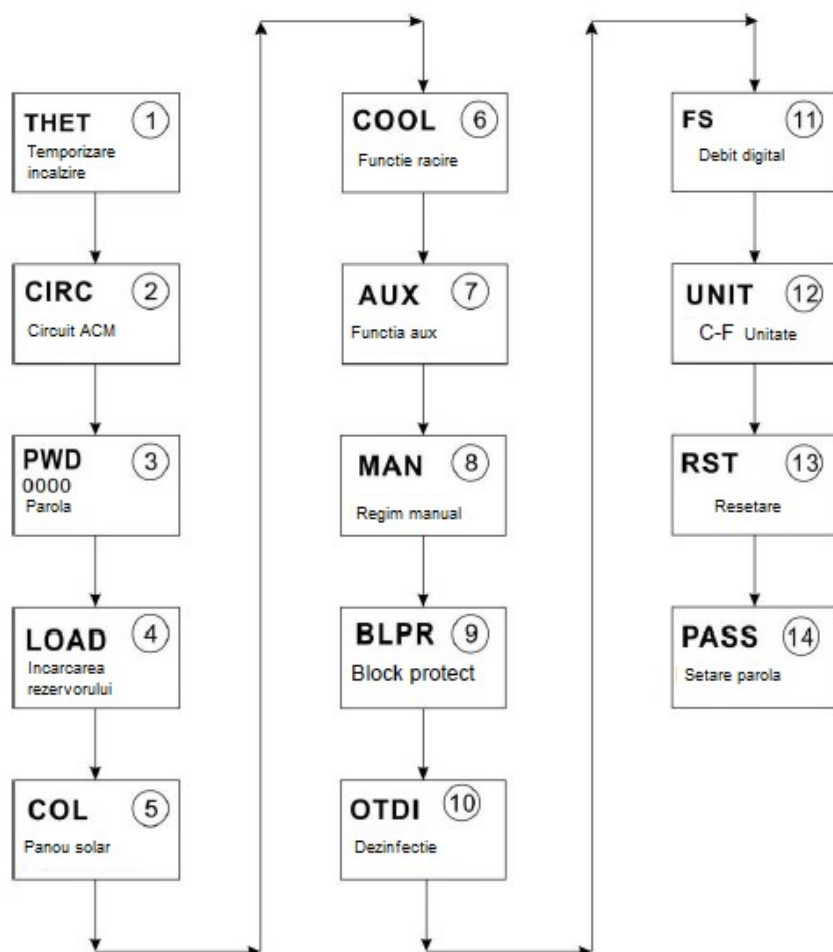 THET 1
Temporizare
incalzire
CIRC 2
Circuit ACM
PWD 3
0000
Parola
LOAD 4
Incarcarea
rezervorului
COL 5
Panou solar
COOL 6
Functie racire
AUX 7
Functia aux
MAN 8
Regim manual
BLPR 9
Block protect
OTDI 10
Dezinfectie
FS 11
Debit digital
UNIT 12
C-F Unitate
RST 13
Resetare
PASS 14
Setare parola